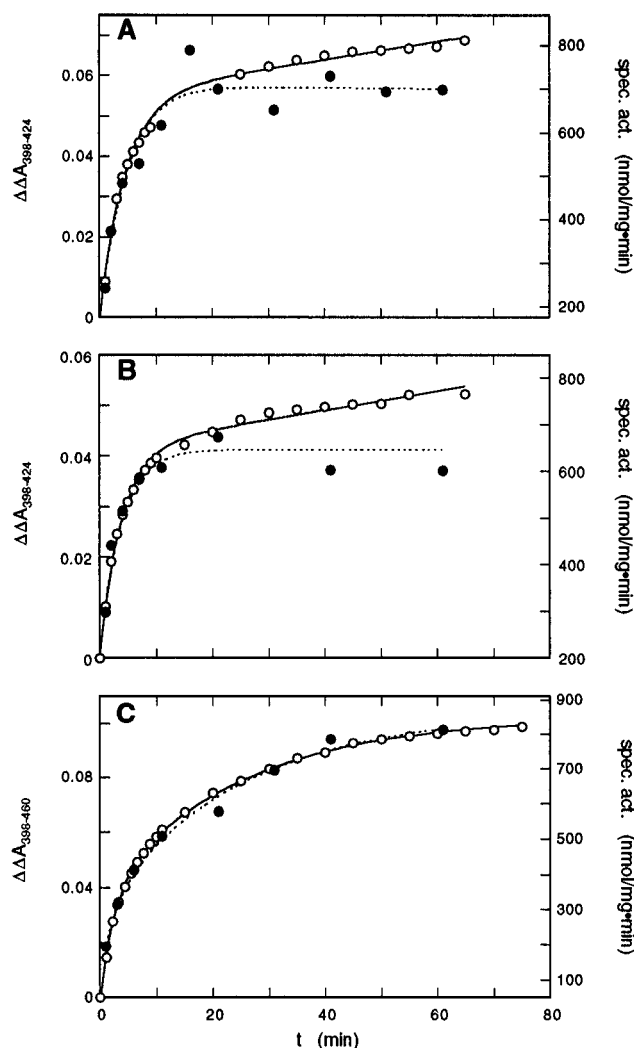 A
0.06
0.04
0.02
0
800
600
400
200
ΔΔA398-424
spec. act. (nmol/mg•min)
B
0.06
0.04
0.02
0
800
600
400
200
ΔΔA398-424
spec. act. (nmol/mg•min)
C
0.08
0.04
0
900
700
500
300
100
ΔΔA398-460
spec. act. (nmol/mg•min)
0 20 40 60 80
t (min)